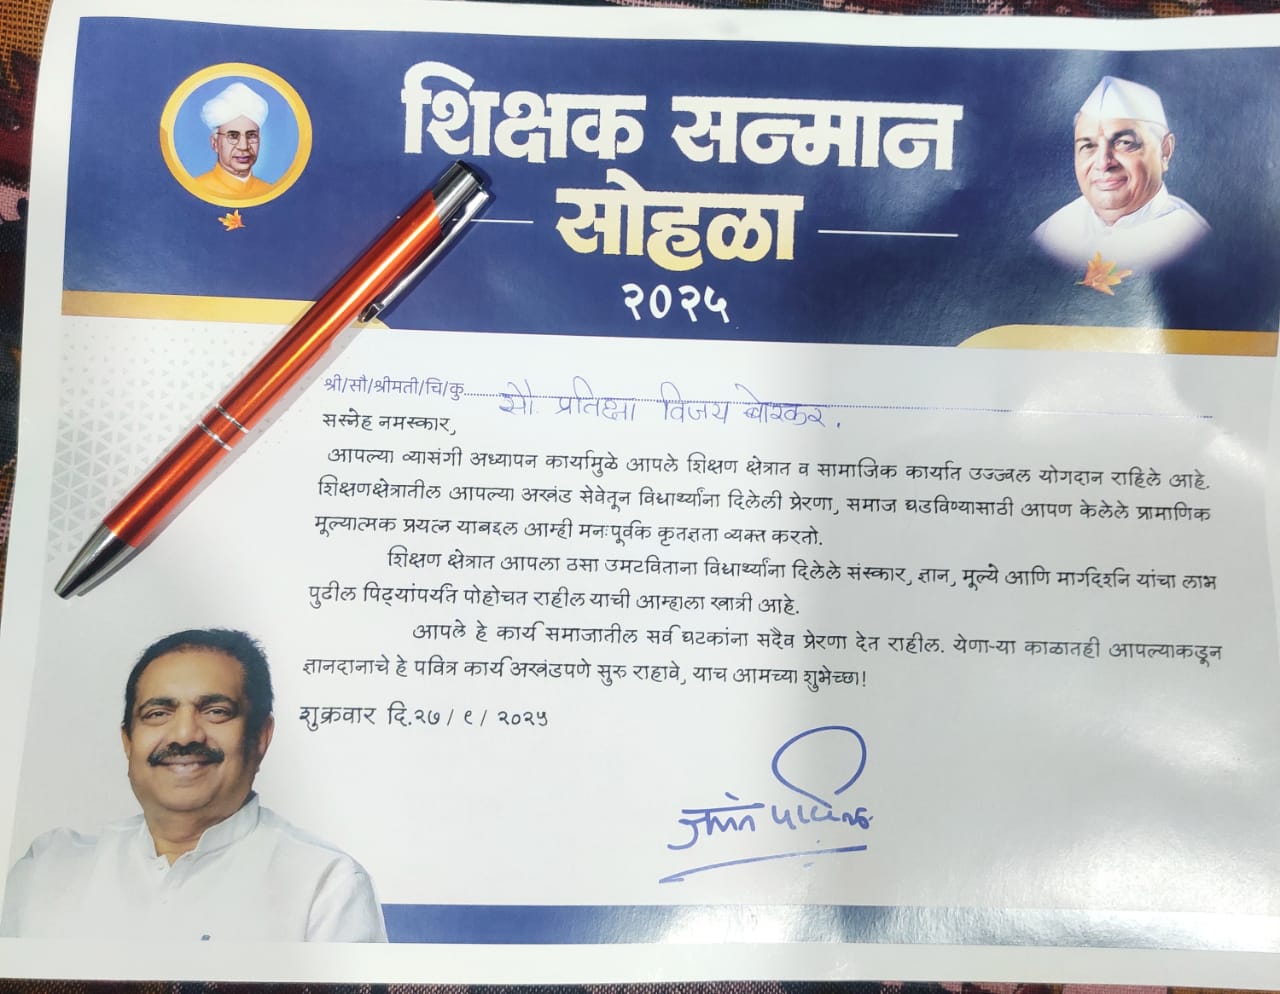 शिक्षक सन्मान
सोहळा
२०२५
श्री/सौ/श्रीमती/चि/कु. सौ. प्रतिक्षा विजय बोरकर.
सस्नेह नमस्कार,
आपल्या व्यासंगी अध्यापन कार्यामुळे आपले शिक्षण क्षेत्रात व सामाजिक कार्यात उज्ज्वल योगदान राहिले आहे.
शिक्षणक्षेत्रातील आपल्या अखंड सेवेतून विद्यार्थ्यांना दिलेली प्रेरणा, समाज घडविण्यासाठी आपण केलेले प्रामाणिक
मूल्यात्मक प्रयत्न याबद्दल आम्ही मनःपूर्वक कृतज्ञता व्यक्त करतो.
शिक्षण क्षेत्रात आपला ठसा उमटविताना विद्यार्थ्यांना दिलेले संस्कार, ज्ञान, मूल्ये आणि मार्गदर्शन यांचा लाभ
पुढील पिढ्यांपर्यंत पोहोचत राहील याची आम्हाला खात्री आहे.
आपले हे कार्य समाजातील सर्व घटकांना सदैव प्रेरणा देत राहील. येणाऱ्या काळातही आपल्याकडून
ज्ञानदानाचे हे पवित्र कार्य अखंडपणे सुरु राहावे, याच आमच्या शुभेच्छा!
शुक्रवार दि.२७/९/२०२५
जयंत पाटील